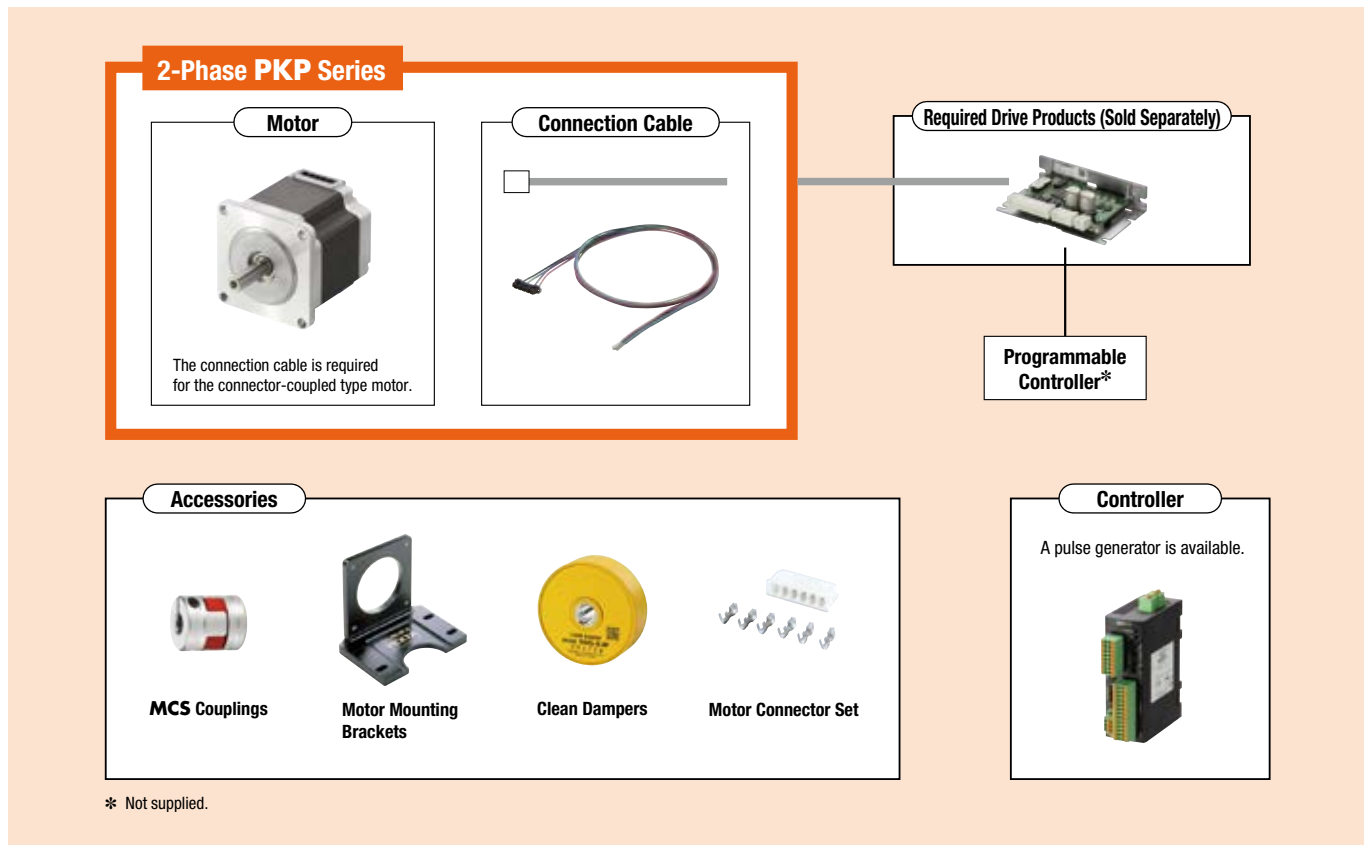 2-Phase PKP Series
Motor
The connection cable is required
for the connector-coupled type motor.
Connection Cable
Required Drive Products (Sold Separately)
Programmable
Controller*
Accessories
MCS Couplings
Motor Mounting
Brackets
Clean Dampers
Motor Connector Set
Controller
A pulse generator is available.
* Not supplied.